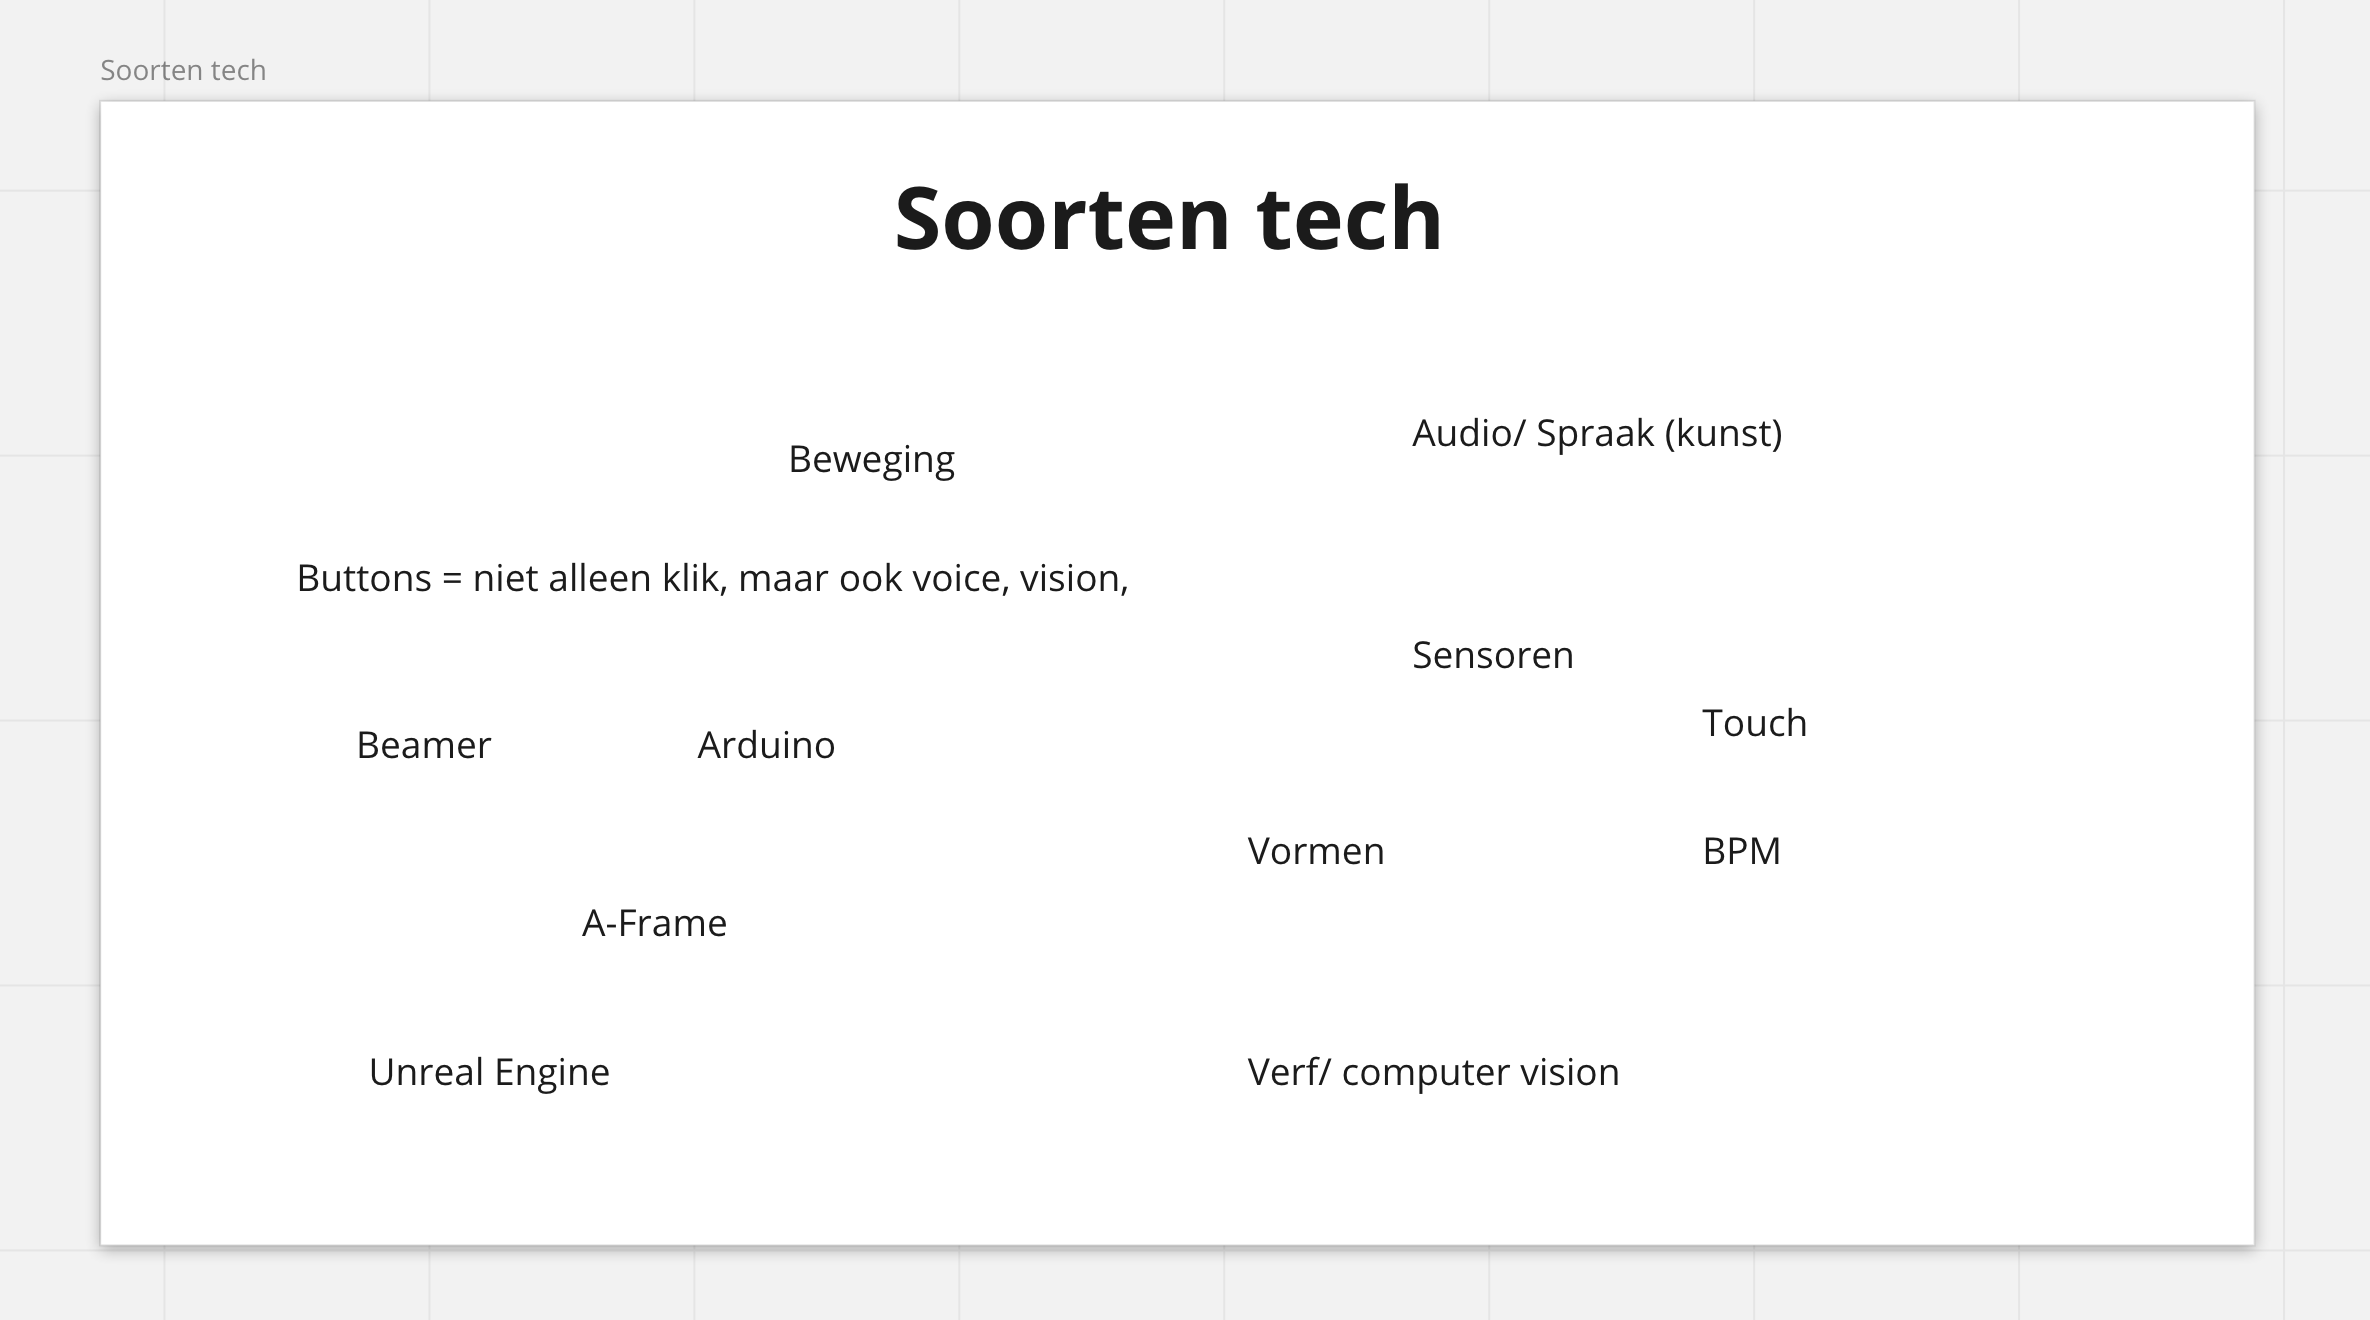 Soorten tech
Soorten tech
Audio/ Spraak (kunst)
Beweging
Buttons = niet alleen klik, maar ook voice, vision,
Sensoren
Touch
Beamer
Arduino
Vormen
BPM
A-Frame
Unreal Engine
Verf/ computer vision